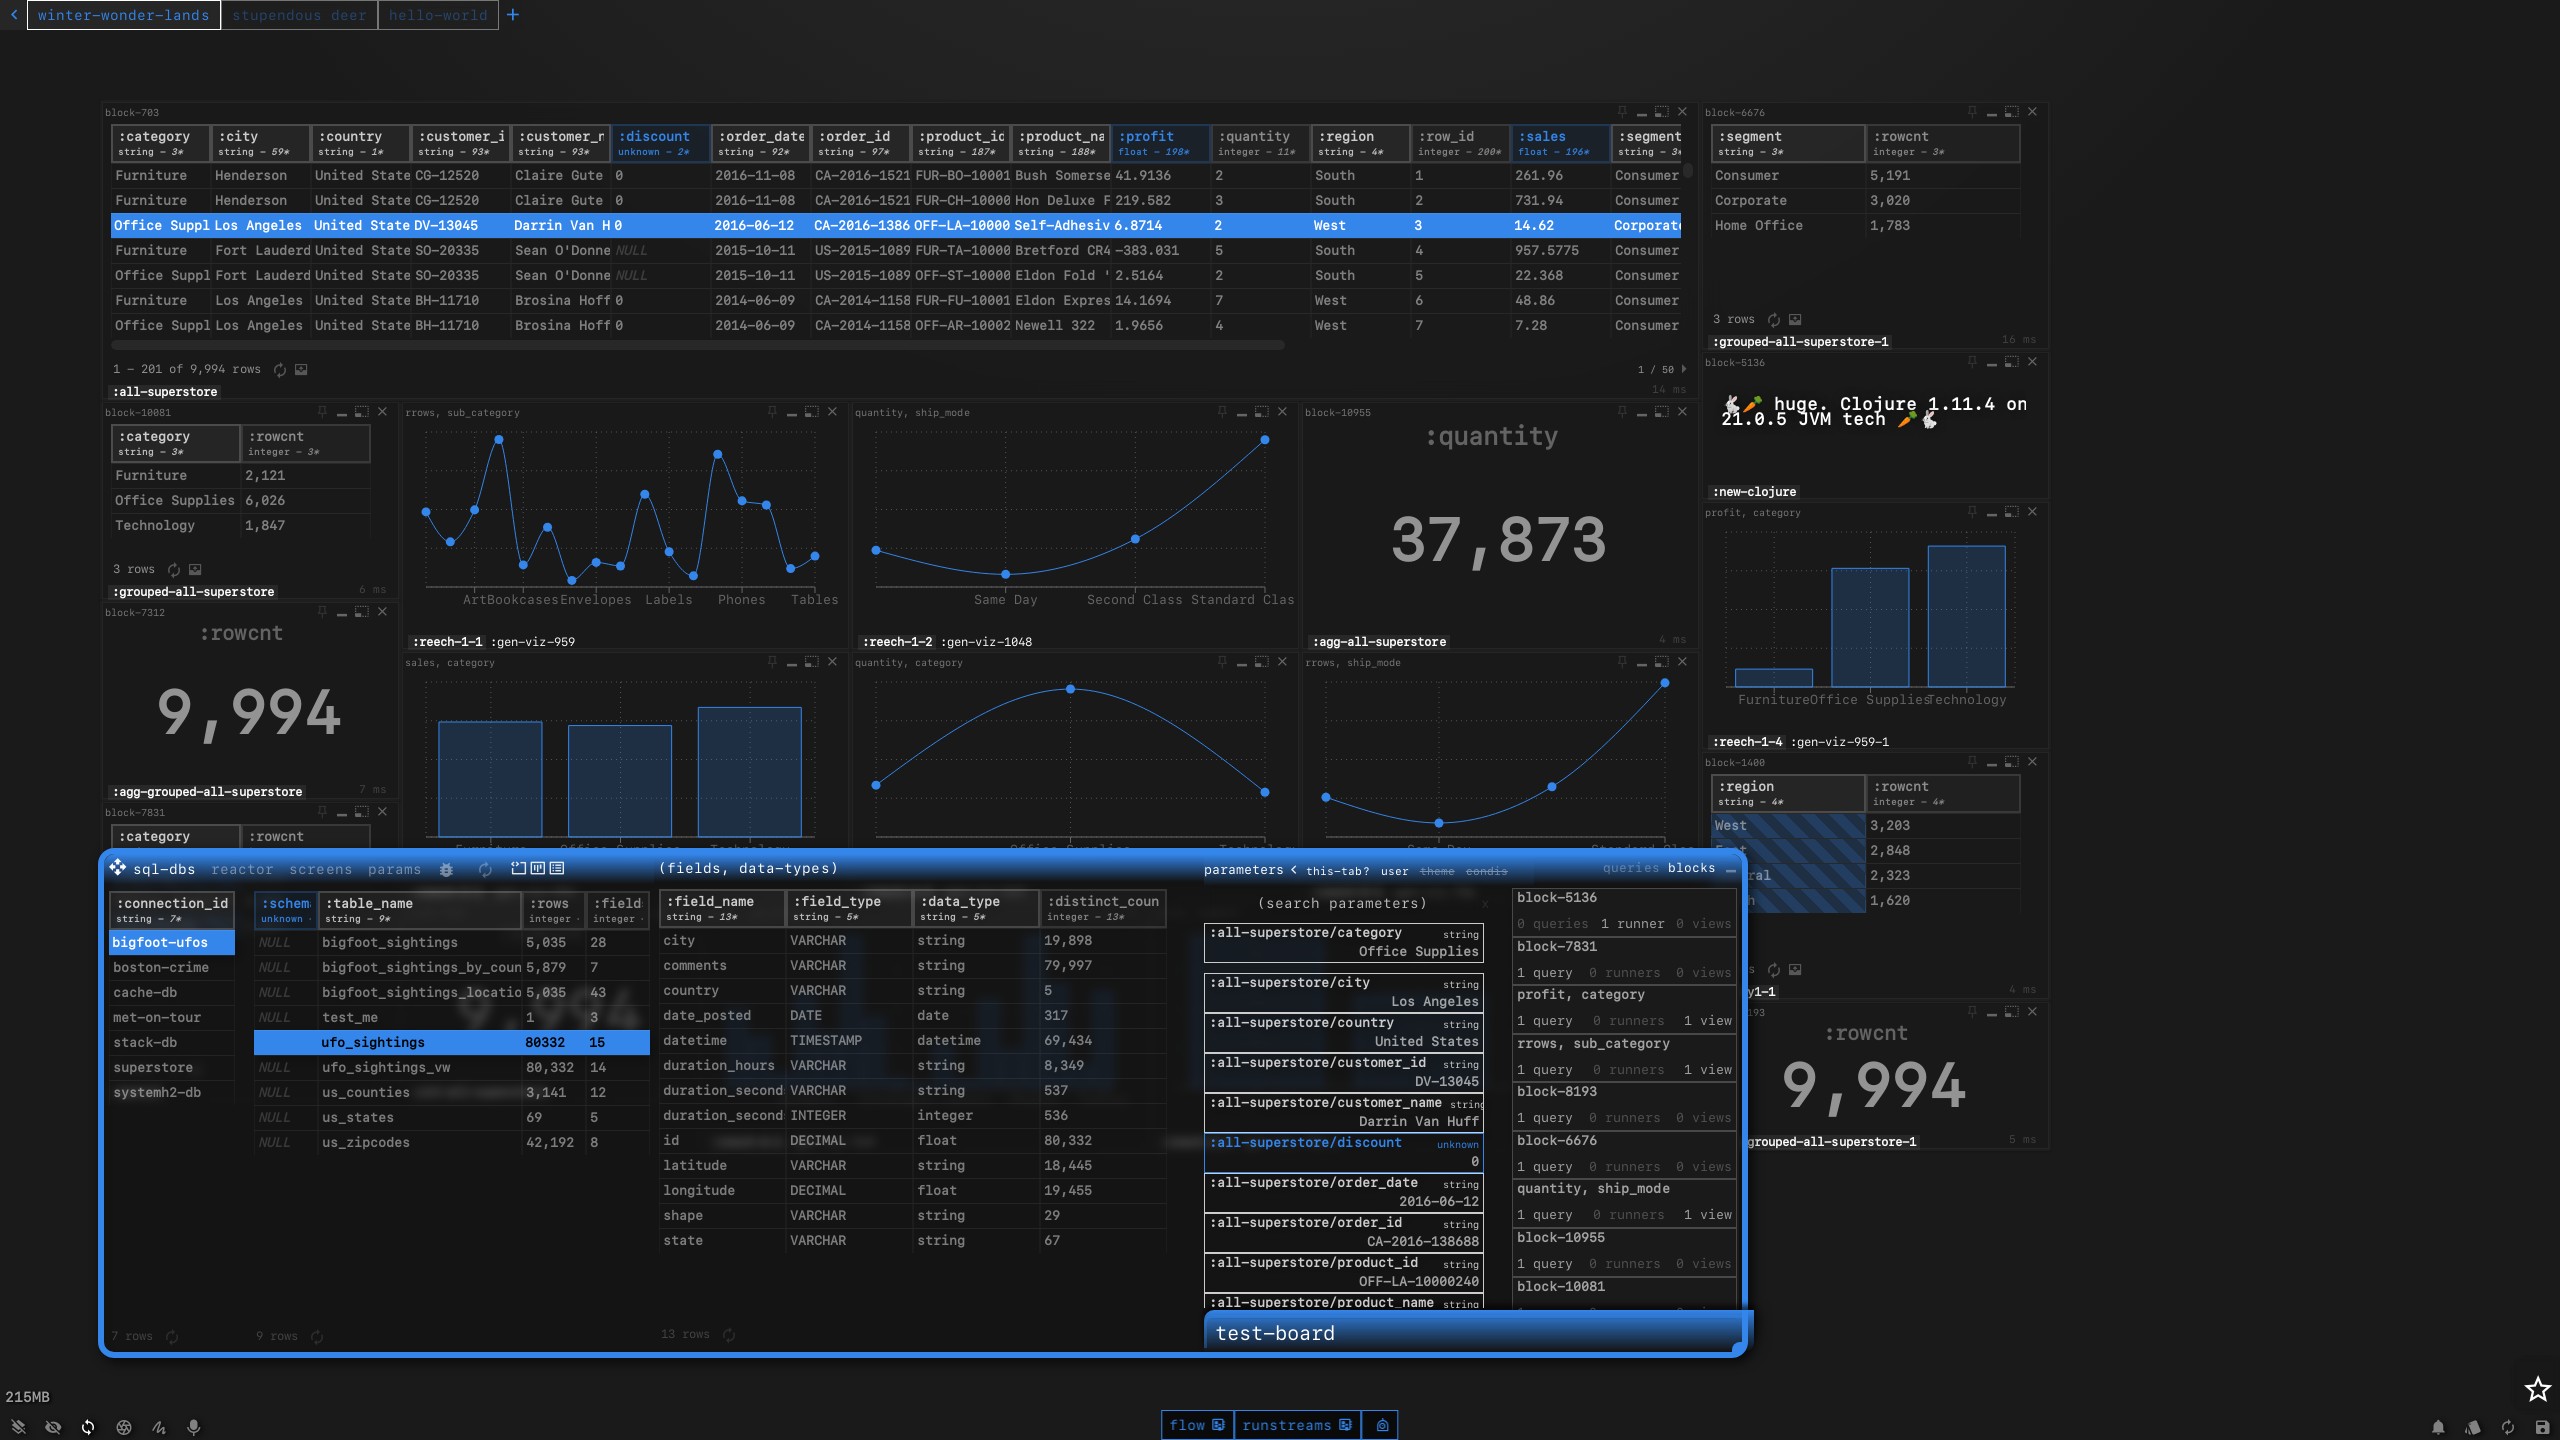 winter-wonder-lands stupendous deer hello-world +
block-703
:category :city :country :customer_i :customer_n :discount :order_date :order_id :product_id :product_na :profit :quantity :region :row_id :sales :segment
string - 3* string - 59* string - 1* string - 93* string - 93* unknown - 2* string - 92* string - 97* string - 187* string - 188* float - 198* integer - 11* string - 4* integer - 200* float - 196* string - 3*
Furniture Henderson United State CG-12520 Claire Gute 0 2016-11-08 CA-2016-1521 FUR-BO-10001 Bush Somerse 41.9136 2 South 1 261.96 Consumer
Furniture Henderson United State CG-12520 Claire Gute 0 2016-11-08 CA-2016-1521 FUR-CH-10000 Hon Deluxe F 219.582 3 South 2 731.94 Consumer
Office Suppl Los Angeles United State DV-13045 Darrin Van H 0 2016-06-12 CA-2016-1386 OFF-LA-10000 Self-Adhesiv 6.8714 2 West 3 14.62 Corporate
Furniture Fort Lauderd United State SO-20335 Sean O'Donne NULL 2015-10-11 US-2015-1089 FUR-TA-10000 Bretford CR4 -383.031 5 South 4 957.5775 Consumer
Office Suppl Fort Lauderd United State SO-20335 Sean O'Donne NULL 2015-10-11 US-2015-1089 OFF-ST-10000 Eldon Fold ' 2.5164 2 South 5 22.368 Consumer
Furniture Los Angeles United State BH-11710 Brosina Hoff 0 2014-06-09 CA-2014-1158 FUR-FU-10001 Eldon Expres 14.1694 7 West 6 48.86 Consumer
Office Suppl Los Angeles United State BH-11710 Brosina Hoff 0 2014-06-09 CA-2014-1158 OFF-AR-10002 Newell 322 1.9656 4 West 7 7.28 Consumer
1 - 201 of 9,994 rows 1 / 50
14 ms
:all-superstore
block-6676
:segment :rowcnt
string - 3* integer - 3*
Consumer 5,191
Corporate 3,020
Home Office 1,783
3 rows
:grouped-all-superstore-1 16 ms
block-5136
🐇🥕 huge. Clojure 1.11.4 on
21.0.5 JVM tech 🥕🐇
:new-clojure
block-10081
:category :rowcnt
string - 3* integer - 3*
Furniture 2,121
Office Supplies 6,026
Technology 1,847
3 rows
:grouped-all-superstore 6 ms
rrows, sub_category
Art Bookcases Envelopes Labels Phones Tables
:reech-1-1 :gen-viz-959
quantity, ship_mode
Same Day Second Class Standard Clas
:reech-1-2 :gen-viz-1048
block-10955
:quantity
37,873
:agg-all-superstore 4 ms
profit, category
Furniture Office Supplies Technology
:reech-1-4 :gen-viz-959-1
block-7312
:rowcnt
9,994
:agg-grouped-all-superstore 7 ms
sales, category
quantity, category
rrows, ship_mode
block-1400
:region :rowcnt
string - 4* integer - 4*
West 3,203
2,848
ral 2,323
1,620
4 ms
y1-1
block-7831
:category :rowcnt
sql-dbs reactor screens params
:connection_id
string - 7*
bigfoot-ufos
boston-crime
cache-db
met-on-tour
stack-db
superstore
systemh2-db
7 rows
:schem :table_name :rows :field
unknown - string - 9* integer - integer -
NULL bigfoot_sightings 5,035 28
NULL bigfoot_sightings_by_coun 5,879 7
NULL bigfoot_sightings_locatio 5,035 43
NULL test_me 1 3
ufo_sightings 80332 15
NULL ufo_sightings_vw 80,332 14
NULL us_counties 3,141 12
NULL us_states 69 5
NULL us_zipcodes 42,192 8
9 rows
(fields, data-types)
:field_name :field_type :data_type :distinct_coun
string - 13* string - 5* string - 5* integer - 13*
city VARCHAR string 19,898
comments VARCHAR string 79,997
country VARCHAR string 5
date_posted DATE date 317
datetime TIMESTAMP datetime 69,434
duration_hours VARCHAR string 8,349
duration_second VARCHAR string 537
duration_second INTEGER integer 536
id DECIMAL float 80,332
latitude VARCHAR string 18,445
longitude DECIMAL float 19,455
shape VARCHAR string 29
state VARCHAR string 67
13 rows
parameters < this-tab? user theme condis
(search parameters) x
:all-superstore/category string
Office Supplies
:all-superstore/city string
Los Angeles
:all-superstore/country string
United States
:all-superstore/customer_id string
DV-13045
:all-superstore/customer_name string
Darrin Van Huff
:all-superstore/discount unknown
0
:all-superstore/order_date string
2016-06-12
:all-superstore/order_id string
CA-2016-138688
:all-superstore/product_id string
OFF-LA-10000240
:all-superstore/product_name string
queries blocks
block-5136
0 queries 1 runner 0 views
block-7831
1 query 0 runners 0 views
profit, category
1 query 0 runners 1 view
rrows, sub_category
1 query 0 runners 1 view
block-8193
1 query 0 runners 0 views
block-6676
1 query 0 runners 0 views
quantity, ship_mode
1 query 0 runners 1 view
block-10955
1 query 0 runners 0 views
block-10081
test-board
193
:rowcnt
9,994
grouped-all-superstore-1 5 ms
215MB
flow runstreams